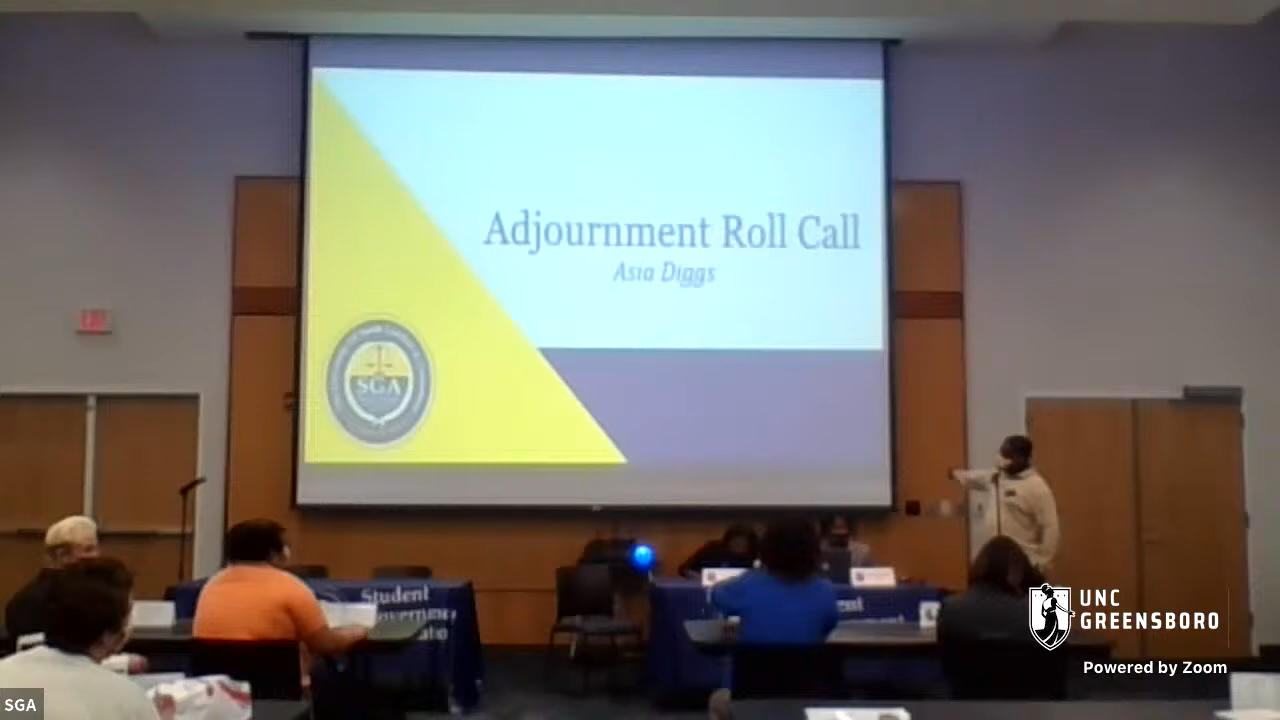 Adjournment Roll Call
Asia Diggs
SGA
Student
UNC
GREENSBORO
Powered by Zoom
SGA